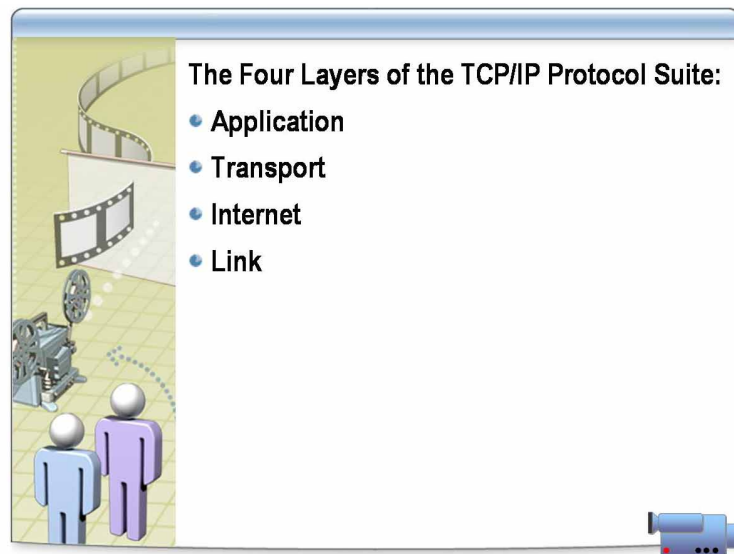 The Four Layers of the TCP/IP Protocol Suite:
Application
Transport
Internet
Link